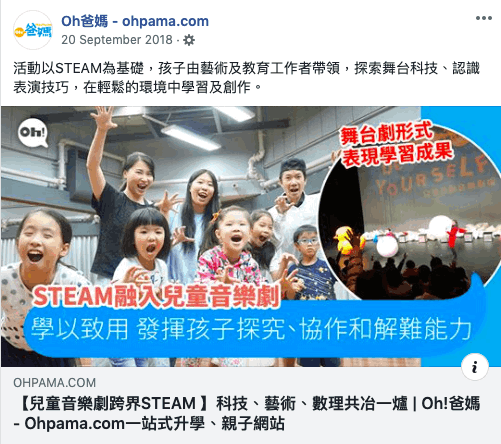 Oh爸媽 - ohpama.com
20 September 2018
活動以STEAM為基礎，孩子由藝術及教育工作者帶領，探索舞台科技、認識
表演技巧，在輕鬆的環境中學習及創作。
Oh!
舞台劇形式
表現學習成果
YOURSELF
STEAM融入兒童音樂劇
學以致用 發揮孩子探究、協作和解難能力
OHPAMA.COM
【兒童音樂劇跨界STEAM 】科技、藝術、數理共冶一爐 | Oh!爸媽
- Ohpama.com一站式升學、親子網站